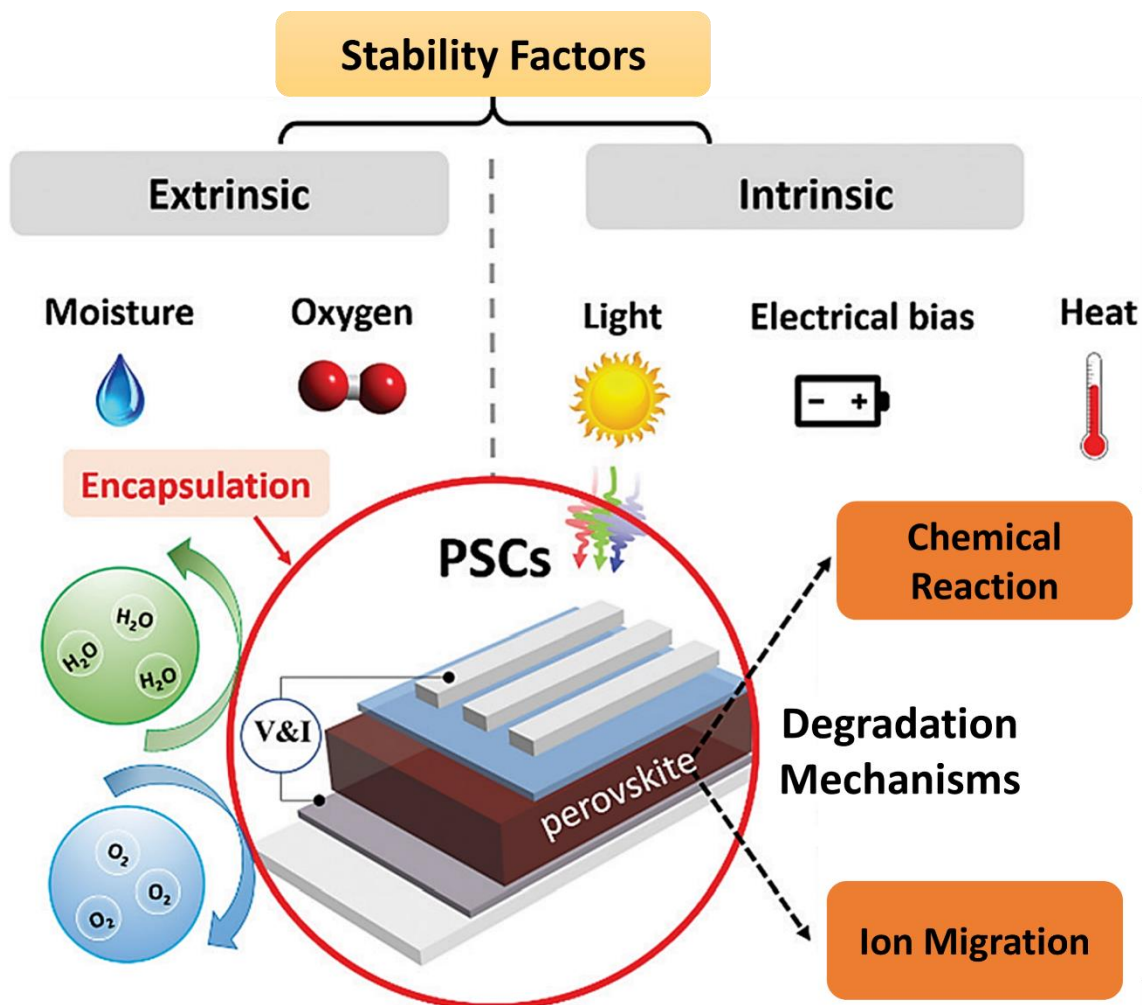 Stability Factors
Extrinsic
Intrinsic
Moisture
Oxygen
Light
Electrical bias
Heat
- +
Encapsulation
PSCs
Chemical
Reaction
H₂O
H₂O
H₂O
V&I
perovskite
Degradation
Mechanisms
O₂
O₂
O₂
Ion Migration